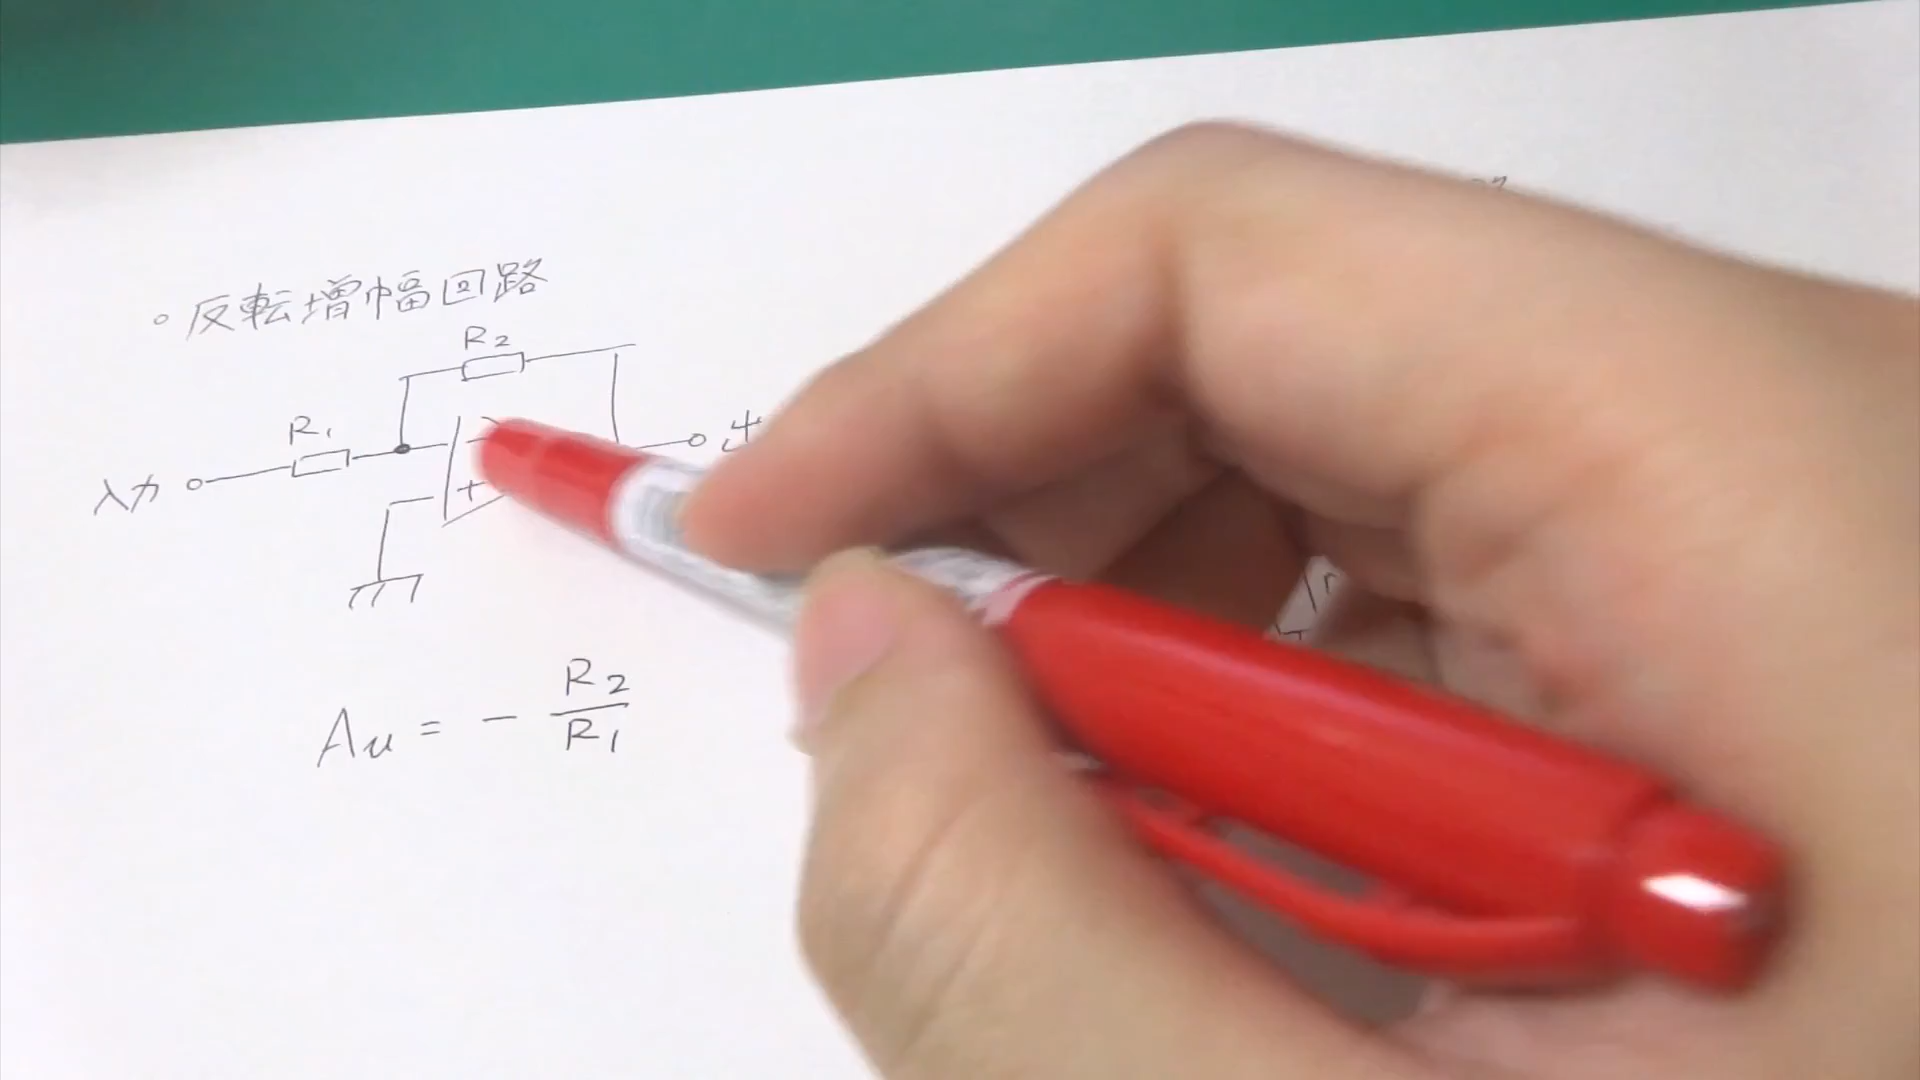 。反転増幅回路
R2
R1
入力
+
Au = - R2/R1